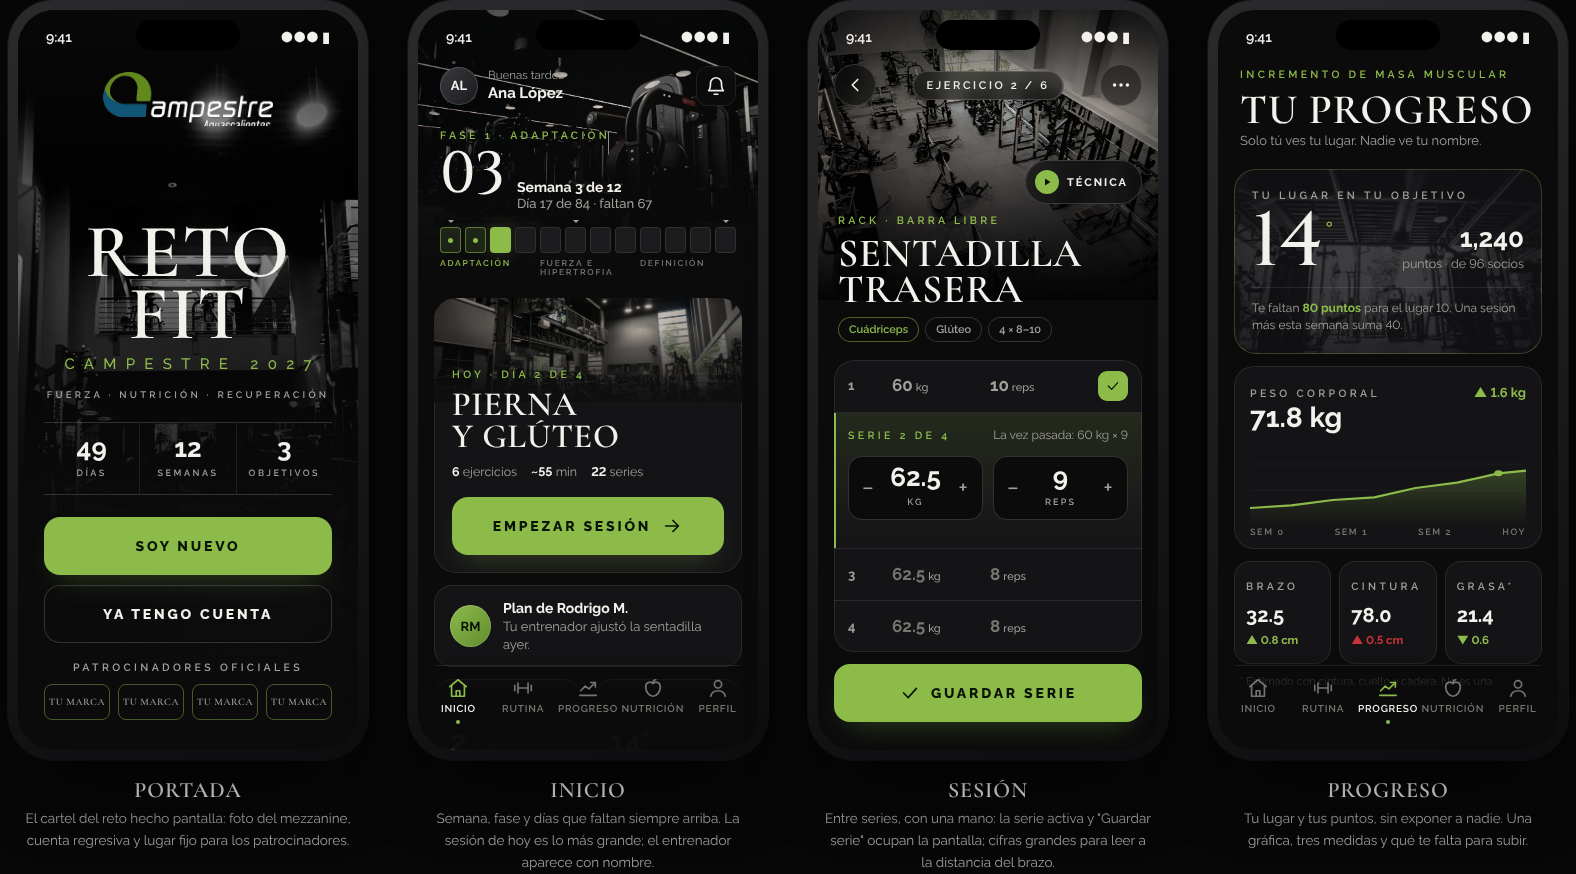 9:41
ampestre
Aguascalientes
RETO
FIT
CAMPESTRE 2027
FUERZA · NUTRICIÓN · RECUPERACIÓN
49 12 3
DÍAS SEMANAS OBJETIVOS
SOY NUEVO
YA TENGO CUENTA
PATROCINADORES OFICIALES
TU MARCA TU MARCA TU MARCA TU MARCA
PORTADA
El cartel del reto hecho pantalla: foto del mezzanine,
cuenta regresiva y lugar fijo para los patrocinadores.
9:41
AL
Buenas tardes
Ana López
FASE 1 · ADAPTACIÓN
03
Semana 3 de 12
Día 17 de 84 · faltan 67
ADAPTACIÓN FUERZA E DEFINICIÓN
HIPERTROFIA
HOY · DÍA 2 DE 4
PIERNA
Y GLÚTEO
6 ejercicios ~55 min 22 series
EMPEZAR SESIÓN
RM
Plan de Rodrigo M.
Tu entrenador ajustó la sentadilla
ayer.
INICIO RUTINA PROGRESO NUTRICIÓN PERFIL
INICIO
Semana, fase y días que faltan siempre arriba. La
sesión de hoy es lo más grande; el entrenador
aparece con nombre.
9:41
EJERCICIO 2 / 6
TÉCNICA
RACK · BARRA LIBRE
SENTADILLA
TRASERA
Cuádriceps Glúteo 4 × 8–10
1 60 kg 10 reps
SERIE 2 DE 4 La vez pasada: 60 kg × 9
– 62.5 + – 9 +
KG REPS
3 62.5 kg 8 reps
4 62.5 kg 8 reps
GUARDAR SERIE
SESIÓN
Entre series, con una mano: la serie activa y "Guardar
serie" ocupan la pantalla; cifras grandes para leer a
la distancia del brazo.
9:41
INCREMENTO DE MASA MUSCULAR
TU PROGRESO
Solo tú ves tu lugar. Nadie ve tu nombre.
TU LUGAR EN TU OBJETIVO
14°
1,240
puntos · de 96 socios
Te faltan 80 puntos para el lugar 10. Una sesión
más esta semana suma 40.
PESO CORPORAL ▲ 1.6 kg
71.8 kg
SEM 0 SEM 1 SEM 2 HOY
BRAZO CINTURA GRASA*
32.5 78.0 21.4
▲ 0.8 cm ▲ 0.5 cm ▼ 0.6
* Estimado con cintura, cuello y cadera. No es una
INICIO RUTINA PROGRESO NUTRICIÓN PERFIL
PROGRESO
Tu lugar y tus puntos, sin exponer a nadie. Una
gráfica, tres medidas y qué te falta para subir.